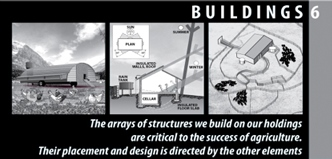 BUILDINGS 6
SUN
PLAN
SUMMER
INSULATED
WALLS, ROOF
WINTER
RAIN
TANK
CELLAR
INSULATED
FLOOR SLAB
The arrays of structures we build on our holdings
are critical to the success of agriculture.
Their placement and design is directed by the other elements